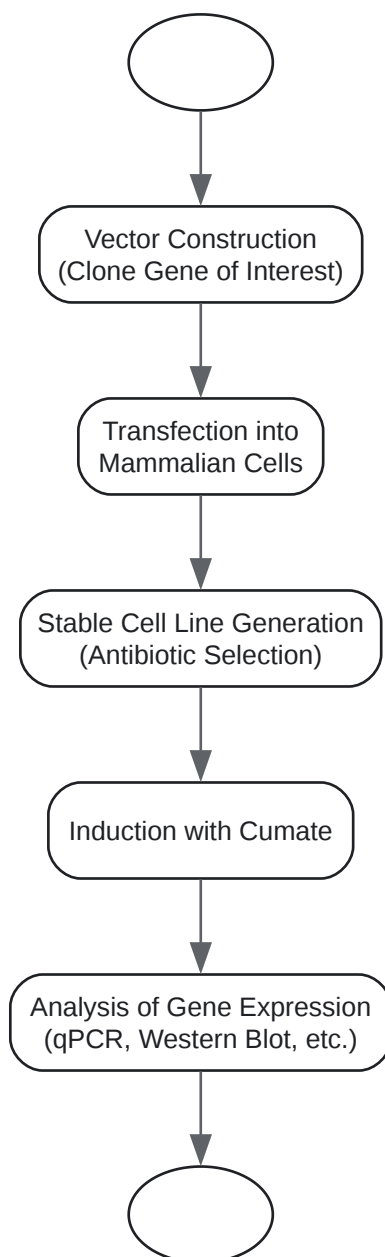 Vector Construction
(Clone Gene of Interest)
Transfection into
Mammalian Cells
Stable Cell Line Generation
(Antibiotic Selection)
Induction with Cumate
Analysis of Gene Expression
(qPCR, Western Blot, etc.)